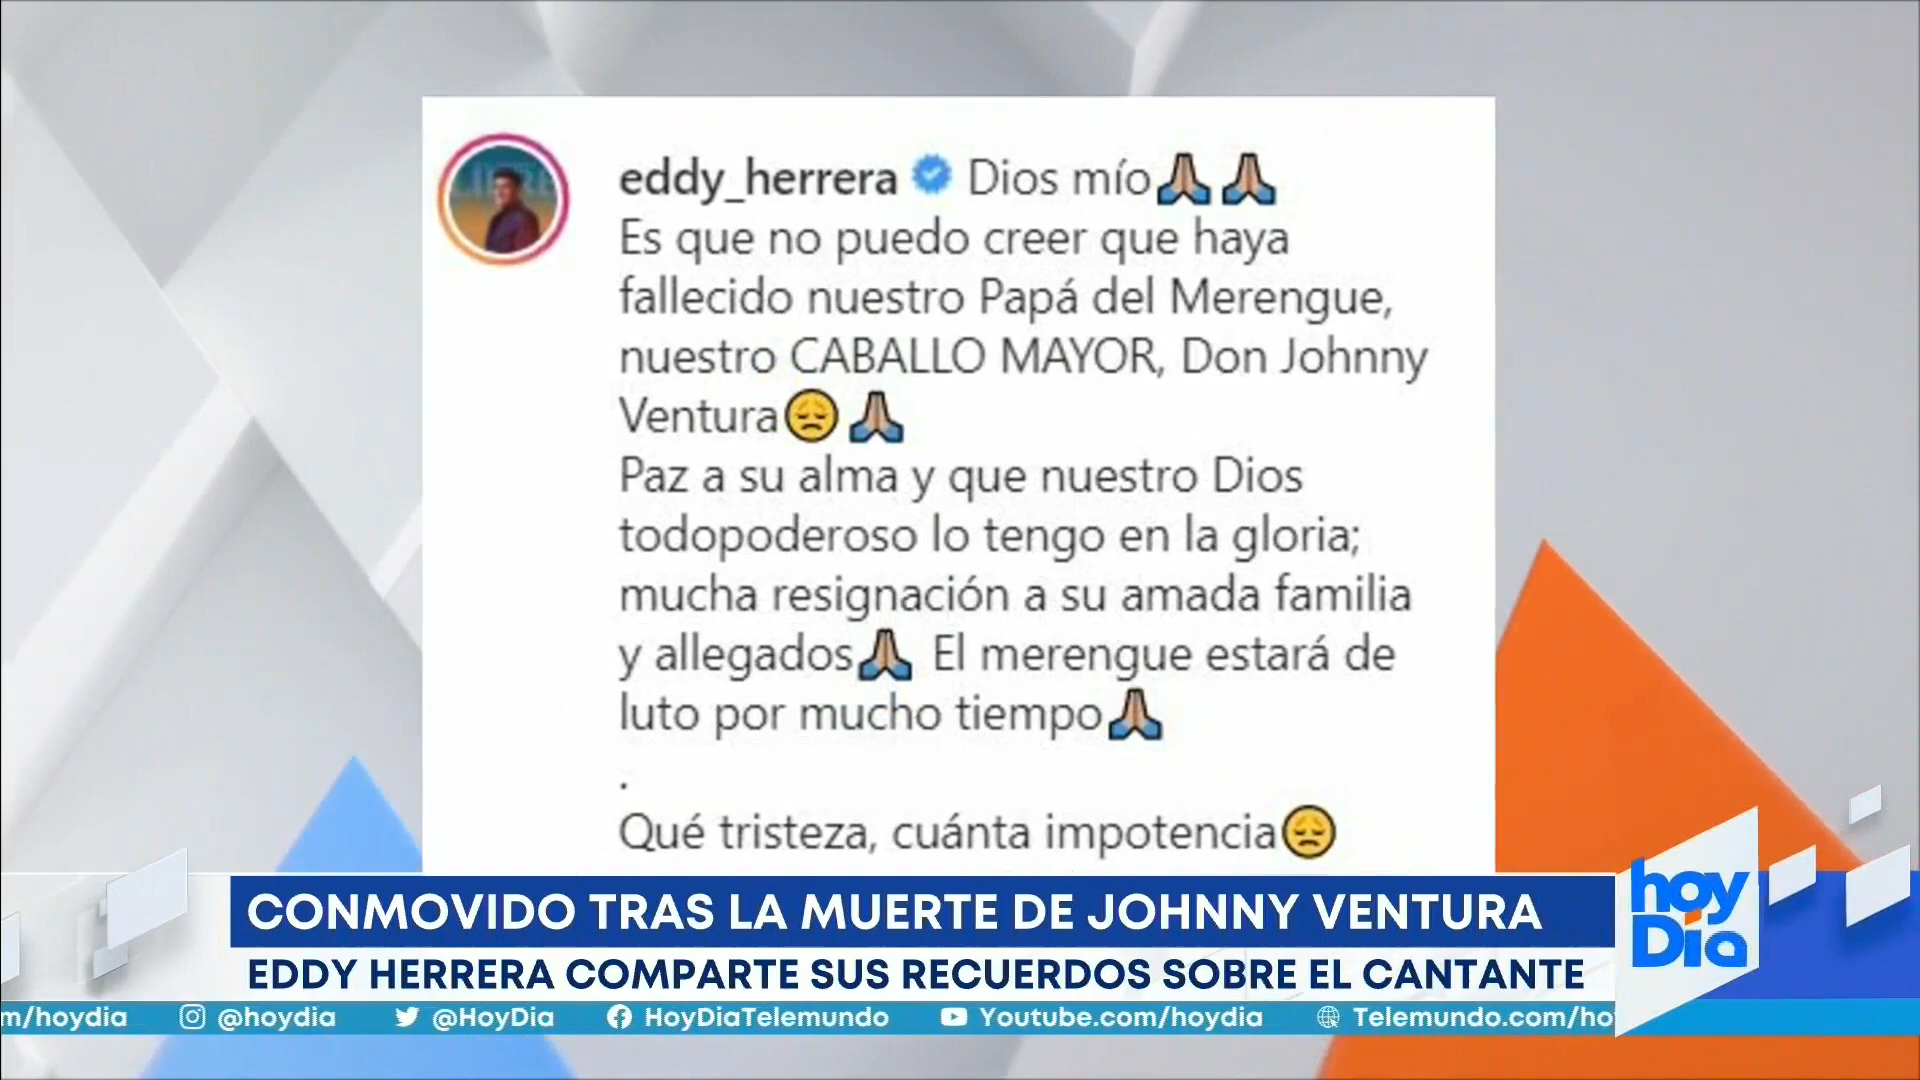 eddy_herrera Dios mío🙏🏽🙏🏽
Es que no puedo creer que haya
fallecido nuestro Papá del Merengue,
nuestro CABALLO MAYOR, Don Johnny
Ventura😞🙏🏽
Paz a su alma y que nuestro Dios
todopoderoso lo tengo en la gloria;
mucha resignación a su amada familia
y allegados🙏🏽 El merengue estará de
luto por mucho tiempo🙏🏽
.
Qué tristeza, cuánta impotencia😞
CONMOVIDO TRAS LA MUERTE DE JOHNNY VENTURA
EDDY HERRERA COMPARTE SUS RECUERDOS SOBRE EL CANTANTE
hoy
Día
m/hoydia @hoydia @HoyDia HoyDiaTelemundo Youtube.com/hoydia Telemundo.com/ho